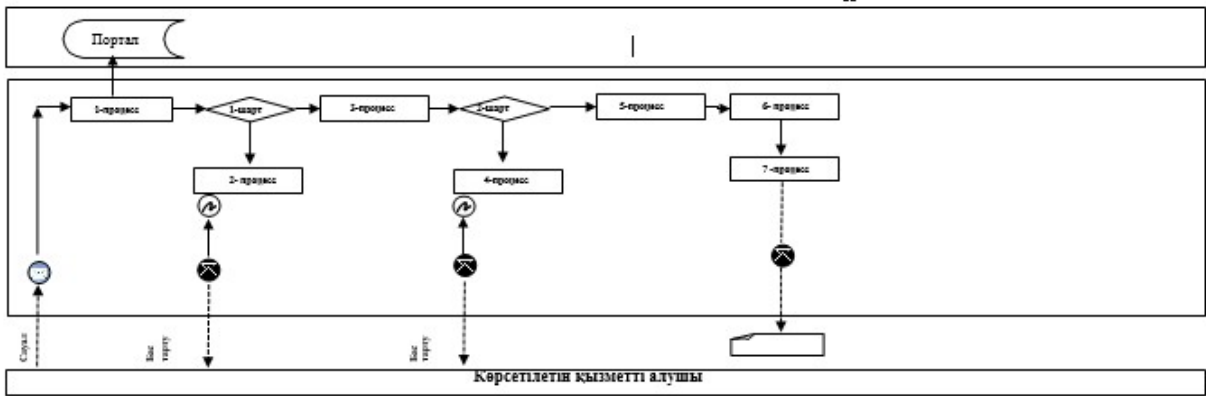 Портал
1-процесс
1-шарт
3-процесс
2-шарт
5-процесс
6- процесс
2- процесс
4-процесс
7 -процесс
Сұрау
Бас
тарту
Бас
тарту
Көрсетілетін қызметті алушы